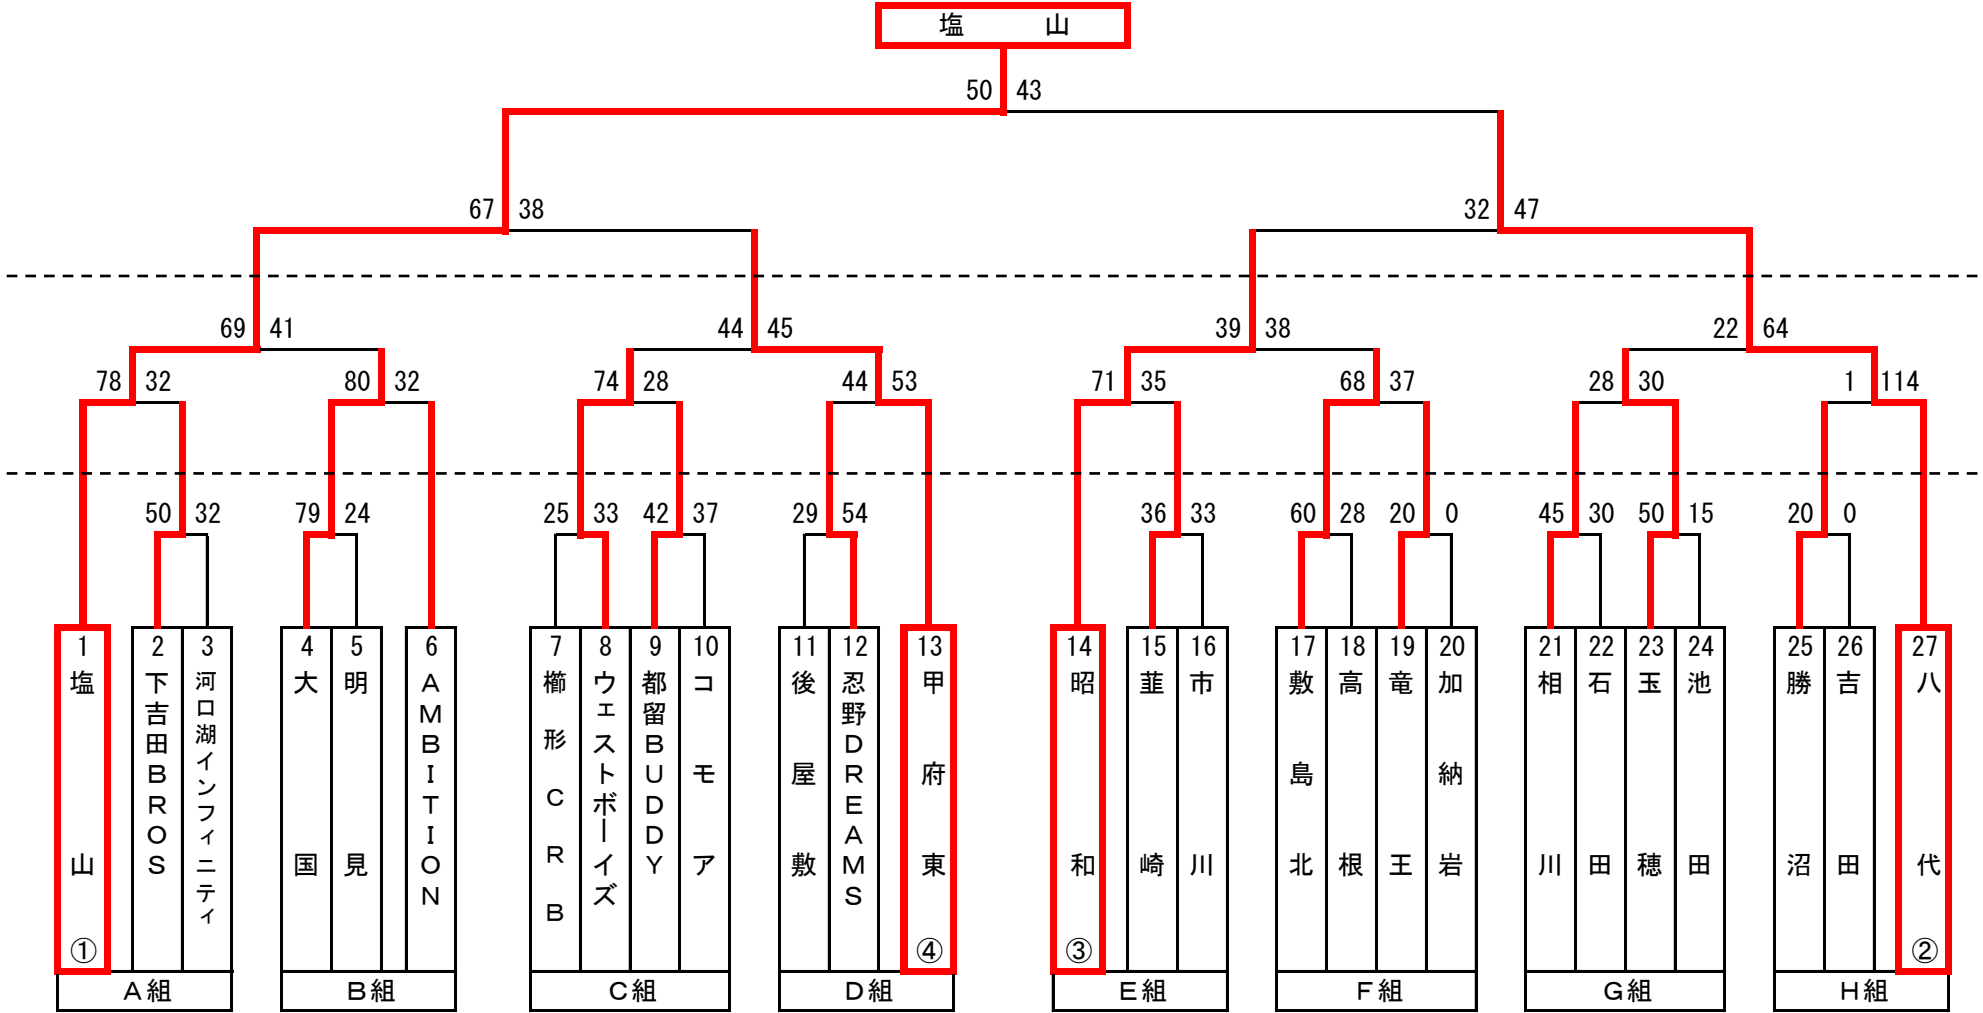 塩 山
50 43
67 38 32 47
69 41 44 45 39 38 22 64
78 32 80 32 74 28 44 53 71 35 68 37 28 30 1 114
50 32 79 24 25 33 42 37 29 54 36 33 60 28 20 0 45 30 50 15 20 0
1 塩山 ①
2 下吉田BROS
3 河口湖インフィニティ
4 大国
5 明見
6 AMBITION
7 櫛形CRB
8 ウェストボーイズ
9 都留BUDDY
10 コモア
11 後屋敷
12 忍野DREAMS
13 甲府東 ④
14 昭和 ③
15 韮崎
16 市川
17 敷島北
18 高根
19 竜王
20 加納岩
21 相川
22 石田
23 玉穂
24 池田
25 勝沼
26 吉田
27 八代 ②
A組 B組 C組 D組 E組 F組 G組 H組